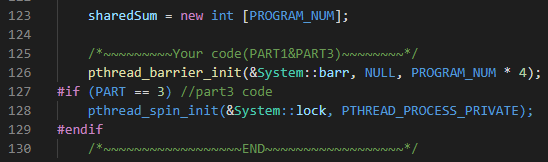 123 sharedSum = new int [PROGRAM_NUM];
124
125 /*~~~~~~~~~Your code(PART1&PART3)~~~~~~~~*/
126 pthread_barrier_init(&System::barr, NULL, PROGRAM_NUM * 4);
127 #if (PART == 3) //part3 code
128 pthread_spin_init(&System::lock, PTHREAD_PROCESS_PRIVATE);
129 #endif
130 /*~~~~~~~~~~~~~~~~~~END~~~~~~~~~~~~~~~~~~*/